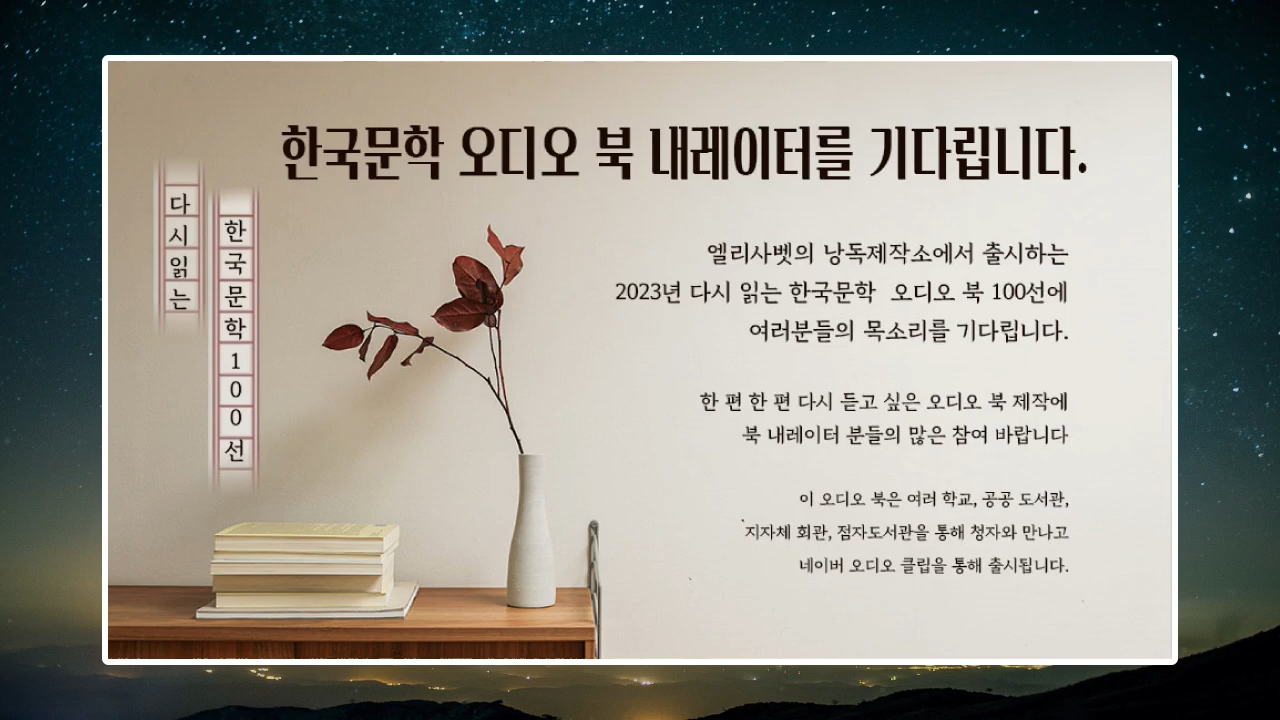 한국문학 오디오 북 내레이터를 기다립니다.
다시읽는
한국문학100선
엘리사벳의 낭독제작소에서 출시하는
2023년 다시 읽는 한국문학 오디오 북 100선에
여러분들의 목소리를 기다립니다.
한 편 한 편 다시 듣고 싶은 오디오 북 제작에
북 내레이터 분들의 많은 참여 바랍니다
이 오디오 북은 여러 학교, 공공 도서관,
지자체 회관, 점자도서관을 통해 청자와 만나고
네이버 오디오 클립을 통해 출시됩니다.